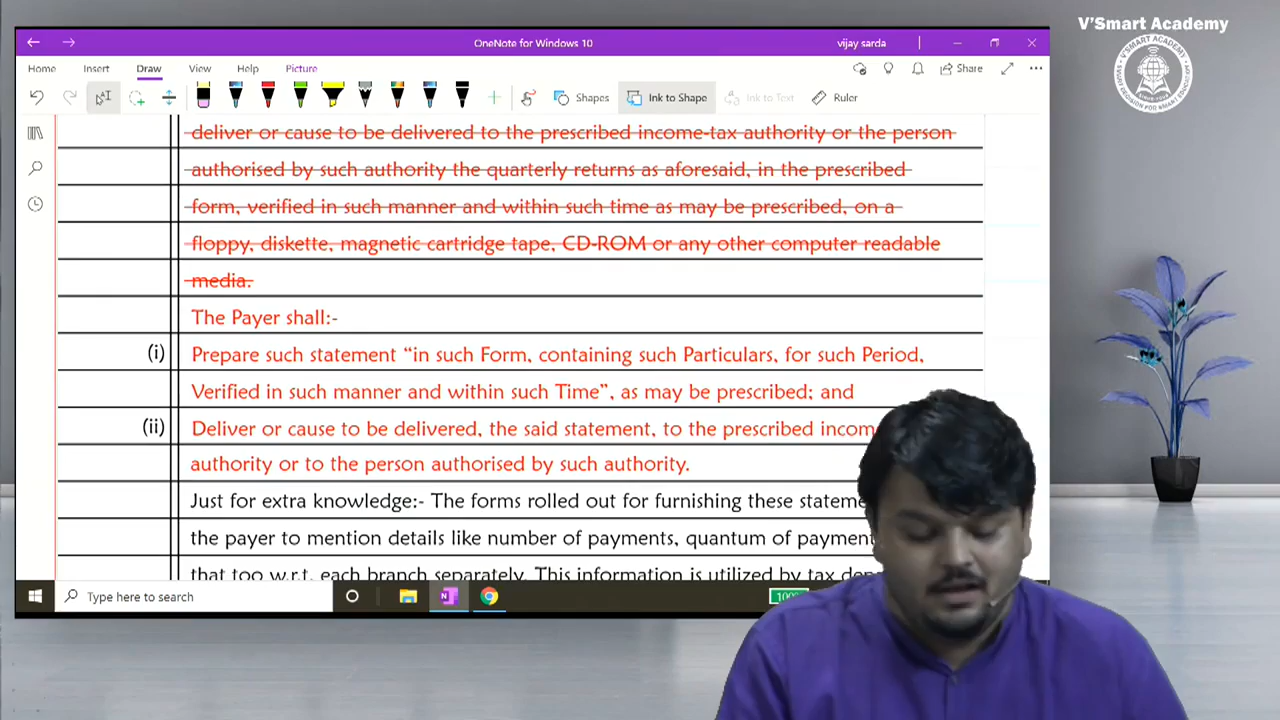 V'Smart Academy
OneNote for Windows 10
vijay sarda
Home Insert Draw View Help Picture
Share
Shapes Ink to Shape Ink to Text Ruler
deliver or cause to be delivered to the prescribed income-tax authority or the person
authorised by such authority the quarterly returns as aforesaid, in the prescribed
form, verified in such manner and within such time as may be prescribed, on a
floppy, diskette, magnetic cartridge tape, CD-ROM or any other computer readable
media.
The Payer shall:-
(i) Prepare such statement “in such Form, containing such Particulars, for such Period,
Verified in such manner and within such Time”, as may be prescribed; and
(ii) Deliver or cause to be delivered, the said statement, to the prescribed
authority or to the person authorised by such authority.
Just for extra knowledge:- The forms rolled out for furnishing these
the payer to mention details like number of payments, quantum of
that too w.r.t. each branch separately. This information is utilized by tax
Type here to search